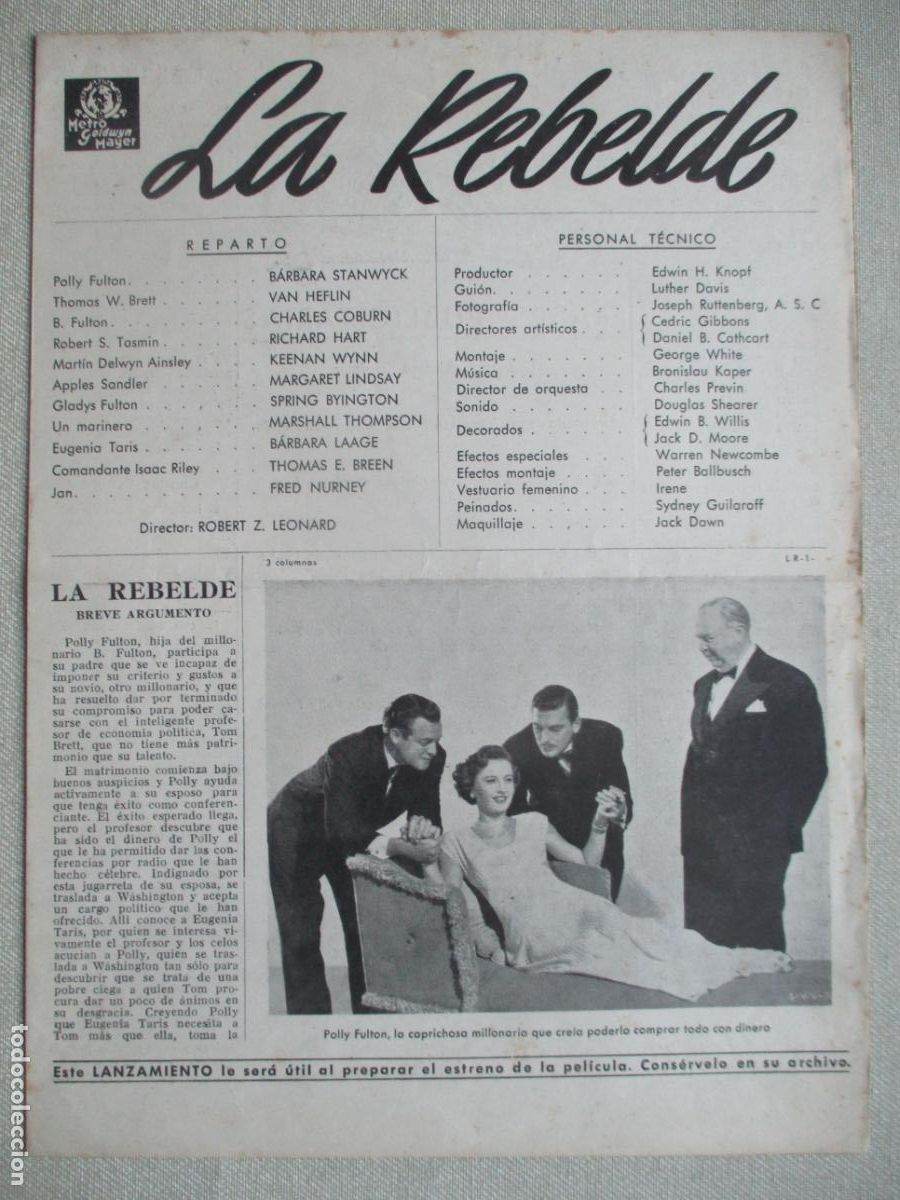 Metro
Goldwyn
Mayer
La Rebelde
REPARTO
Polly Fulton. . . . . . . BÁRBARA STANWYCK
Thomas W. Brett . . . . . VAN HEFLIN
B. Fulton. . . . . . . . CHARLES COBURN
Robert S. Tasmin . . . . . RICHARD HART
Martín Delwyn Ainsley . . . KEENAN WYNN
Apples Sandler . . . . . MARGARET LINDSAY
Gladys Fulton . . . . . . SPRING BYINGTON
Un marinero . . . . . . MARSHALL THOMPSON
Eugenia Taris . . . . . . BÁRBARA LAAGE
Comandante Isaac Riley . . . THOMAS E. BREEN
Jan. . . . . . . . . . FRED NURNEY
Director: ROBERT Z. LEONARD
PERSONAL TÉCNICO
Productor . . . . . . Edwin H. Knopf
Guión. . . . . . . . Luther Davis
Fotografía . . . . . . Joseph Ruttenberg, A. S. C
Directores artísticos . . . Cedric Gibbons
Daniel B. Cathcart
Montaje . . . . . . . George White
Música . . . . . . . Bronislau Kaper
Director de orquesta . . Charles Previn
Sonido . . . . . . . Douglas Shearer
Decorados . . . . . . Edwin B. Willis
Jack D. Moore
Efectos especiales . . . Warren Newcombe
Efectos montaje . . . . Peter Ballbusch
Vestuario femenino . . . Irene
Peinados. . . . . . . Sydney Guilaroff
Maquillaje . . . . . . Jack Dawn
3 columnas
LR-1-
LA REBELDE
BREVE ARGUMENTO
Polly Fulton, hija del millo-
nario B. Fulton, participa a
su padre que se ve incapaz de
imponer su criterio y gustos a
su novio, otro millonario, y que
ha resuelto dar por terminado
su compromiso para poder ca-
sarse con el inteligente profe-
sor de economía política, Tom
Brett, que no tiene más patri-
monio que su talento.
El matrimonio comienza bajo
buenos auspicios y Polly ayuda
activamente a su esposo para
que tenga éxito como conferen-
ciante. El éxito esperado llega,
pero el profesor descubre que
ha sido el dinero de Polly el
que le ha permitido dar las con-
ferencias por radio que le han
hecho célebre. Indignado por
esta jugarreta de su esposa, se
traslada a Wáshington y acepta
un cargo político que le han
ofrecido. Allí conoce a Eugenia
Taris, por quien se interesa vi-
vamente el profesor y los celos
acucian a Polly, quien se tras-
lada a Wáshington tan sólo para
descubrir que se trata de una
pobre ciega a quien Tom pro-
cura dar un poco de ánimos en
su desgracia. Creyendo Polly
que Eugenia Taris necesita a
Tom más que ella, toma la
Polly Fulton, la caprichosa millonaria que creía poderlo comprar todo con dinero
Este LANZAMIENTO le será útil al preparar el estreno de la película. Consérvelo en su archivo.
todocoleccion